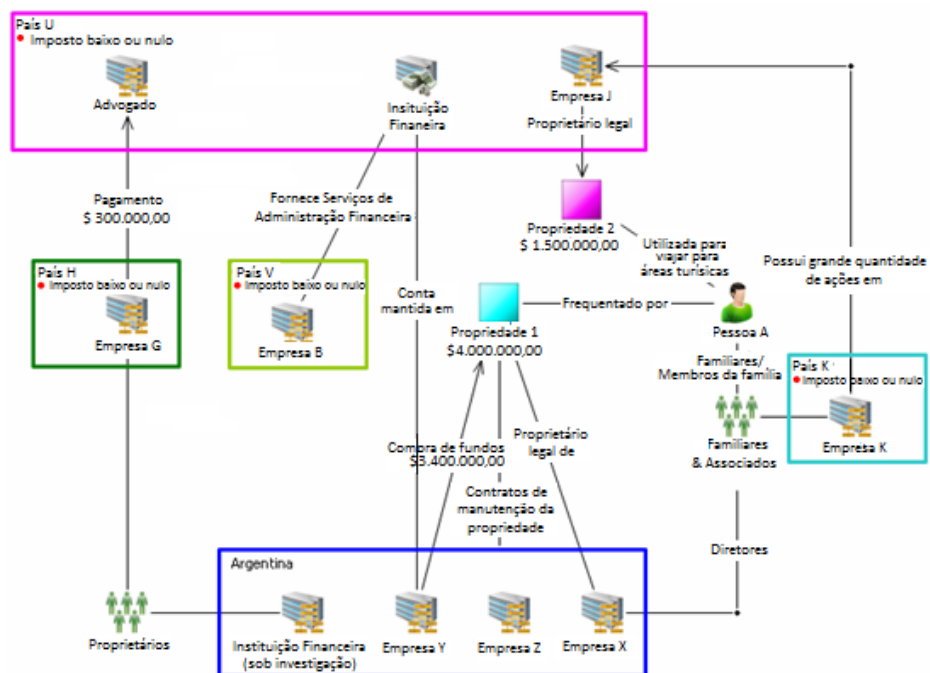 País U
Imposto baixo ou nulo
Advogado
Insituição
Finaneira
Empresa J
Proprietário legal
Pagamento
$ 300.000,00
Fornece Serviços de
Administração Financeira
Propriedade 2
$ 1.500.000,00
Utilizada para
viajar para
áreas turísicas
Possui grande quantidade
de ações em
País H
Imposto baixo ou nulo
Empresa G
País V
Imposto baixo ou nulo
Empresa B
Conta
mantida em
Propriedade 1
$4.000.000,00
Frequentado por
Pessoa A
Familiares/
Membros da família
País K
Imposto baixo ou nulo
Empresa K
Familiares
& Associados
Compra de fundos
$3.400.000,00
Proprietário
legal de
Contratos de
manutenção da
propriedade
Diretores
Argentina
Proprietários
Instituição Financeira
(sob investigação)
Empresa Y
Empresa Z
Empresa X